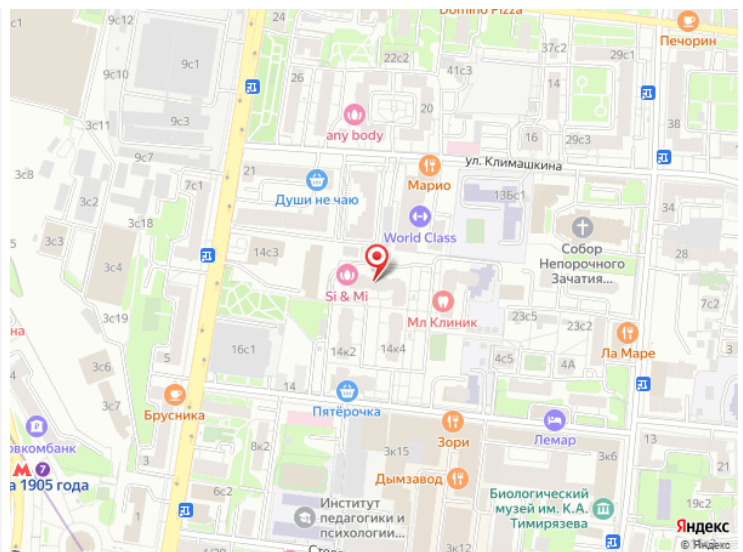 Domino Pizza
9с12
24
22с2
37с2
29с1
Печорин
9с10
9с1
26
41с3
14
20
38
3с11
9с3
any body
16
29с3
9с7
ул. Климашкина
3с8
21
7с1
Марио
3с2
Души не чаю
13Бс1
34
3с18
World Class
3с3
14с3
Собор
Непорочного
Зачатия...
28
3с4
Si & Mi
7с2
3с19
Мл Клиник
23с5
23с2
16с1
14к2
14к4
Ла Маре
3
3с6
4с5
4А
14
3с7
Брусника
Пятёрочка
Зори
Лемар
13
овкомбанк
5
8к2
3к15
3к6
21
а 1905 года
3
6с2
Дымзавод
19с2
Институт
педагогики и
психологии...
Биологический
музей им. К.А.
Тимирязева
Яндекс
3к12
© Яндекс